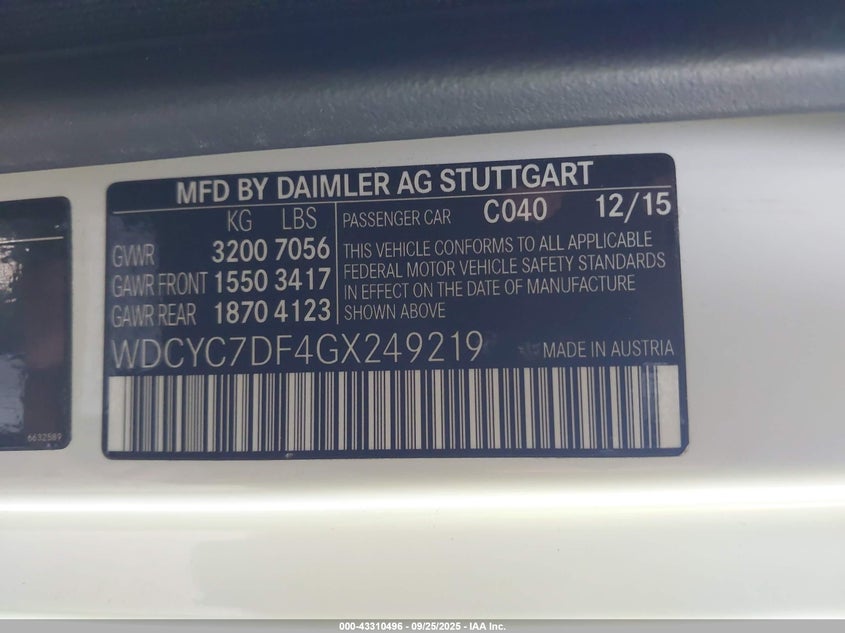 MFD BY DAIMLER AG STUTTGART
KG LBS
PASSENGER CAR C040 12/15
GVWR 3200 7056
GAWR FRONT 1550 3417
GAWR REAR 1870 4123
THIS VEHICLE CONFORMS TO ALL APPLICABLE
FEDERAL MOTOR VEHICLE SAFETY STANDARDS
IN EFFECT ON THE DATE OF MANUFACTURE
SHOWN ABOVE
WDCYC7DF4GX249219 MADE IN AUSTRIA
6632589
000-43310496 - 09/25/2025 - IAA Inc.